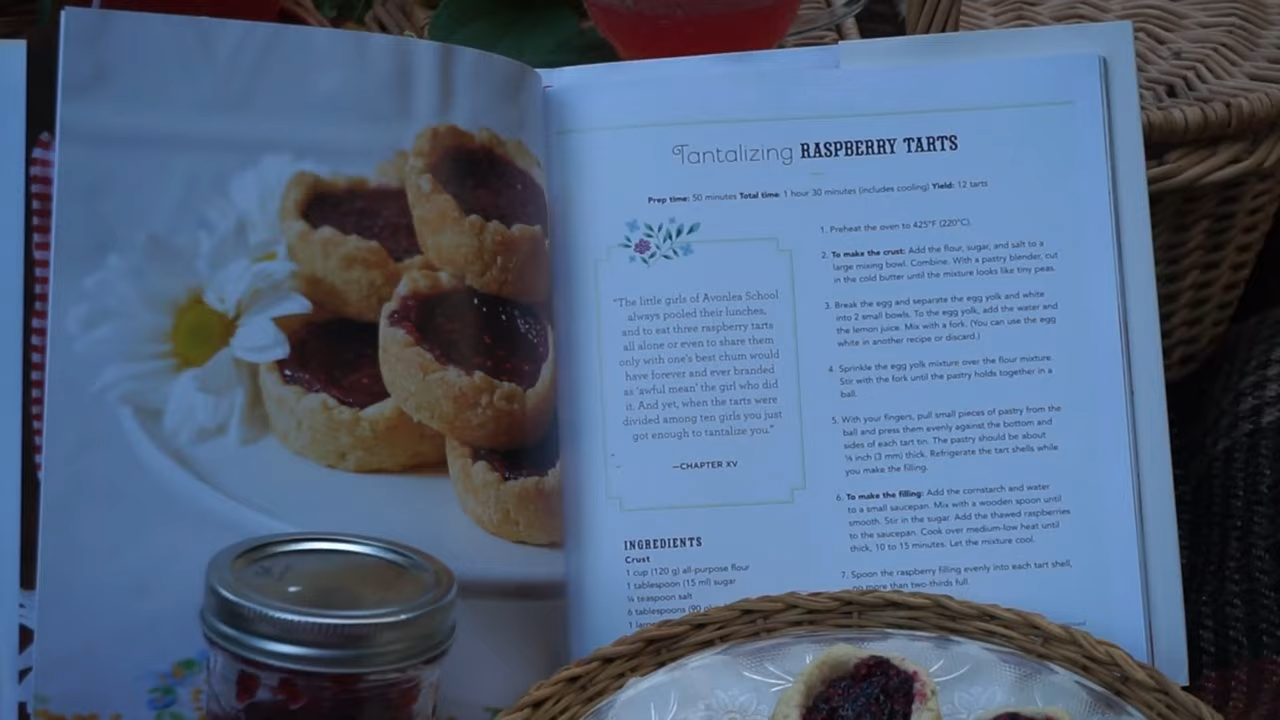 Tantalizing RASPBERRY TARTS
Prep time: 50 minutes Total time: 1 hour 30 minutes (includes cooling) Yield: 12 tarts
"The little girls of Avonlea School
always pooled their lunches,
and to eat three raspberry tarts
all alone or even to share them
only with one's best chum would
have forever and ever branded
as 'awful mean' the girl who did
it. And yet, when the tarts were
divided among ten girls you just
got enough to tantalize you."
—CHAPTER XV
INGREDIENTS
Crust
1 cup (120 g) all-purpose flour
1 tablespoon (15 ml) sugar
¼ teaspoon salt
6 tablespoons (90
1. Preheat the oven to 425°F (220°C).
2. To make the crust: Add the flour, sugar, and salt to a
large mixing bowl. Combine. With a pastry blender, cut
in the cold butter until the mixture looks like tiny peas.
3. Break the egg and separate the egg yolk and white
into 2 small bowls. To the egg yolk, add the water and
the lemon juice. Mix with a fork. (You can use the egg
white in another recipe or discard.)
4. Sprinkle the egg yolk mixture over the flour mixture.
Stir with the fork until the pastry holds together in a
ball.
5. With your fingers, pull small pieces of pastry from the
ball and press them evenly against the bottom and
sides of each tart tin. The pastry should be about
⅛ inch (3 mm) thick. Refrigerate the tart shells while
you make the filling.
6. To make the filling: Add the cornstarch and water
to a small saucepan. Mix with a wooden spoon until
smooth. Stir in the sugar. Add the thawed raspberries
to the saucepan. Cook over medium-low heat until
thick, 10 to 15 minutes. Let the mixture cool.
7. Spoon the raspberry filling evenly into each tart shell,
no more than two-thirds full.